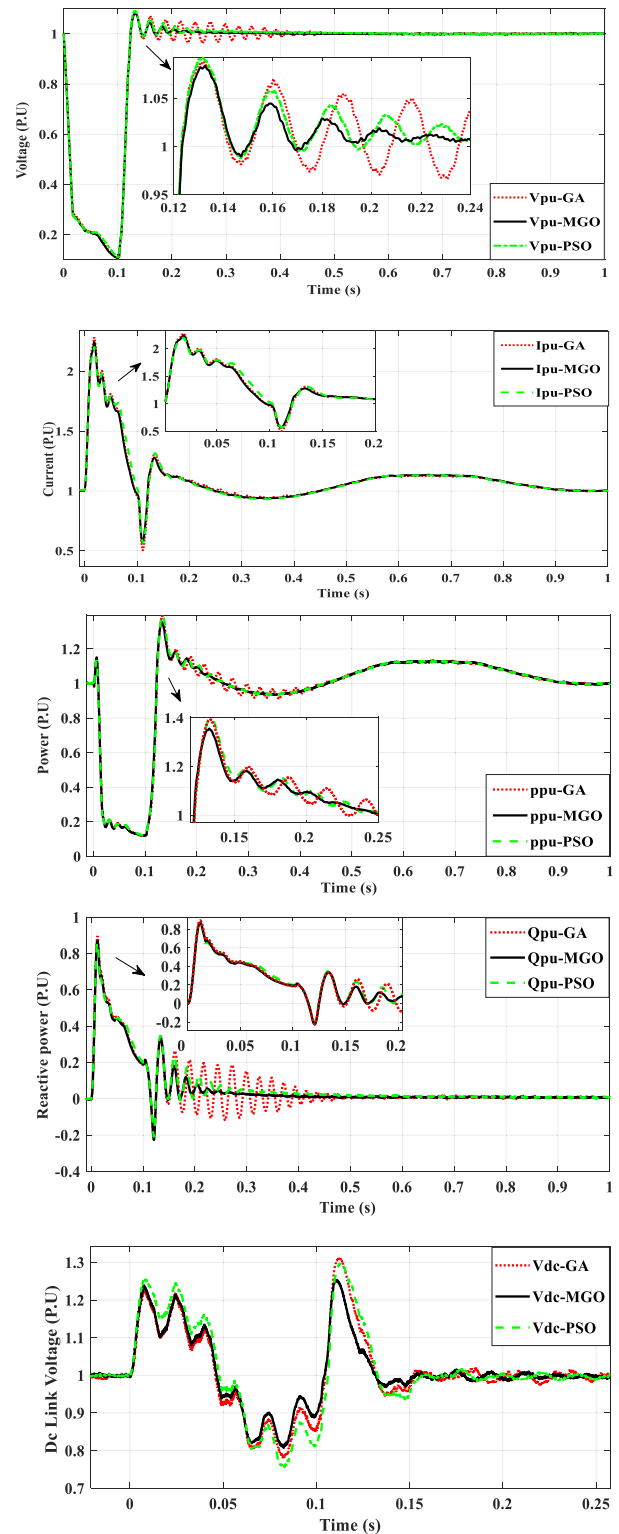 Voltage (P.U)
1
0.8
0.6
0.4
0.2
1.05
1
0.95
0.12 0.14 0.16 0.18 0.2 0.22 0.24
Vpu-GA
Vpu-MGO
Vpu-PSO
0 0.1 0.2 0.3 0.4 0.5 0.6 0.7 0.8 0.9 1
Time (s)
Current (P.U)
2
1.5
1
0.5
2
1.5
1
0.5
0.05 0.1 0.15 0.2
Ipu-GA
Ipu-MGO
Ipu-PSO
0 0.1 0.2 0.3 0.4 0.5 0.6 0.7 0.8 0.9 1
Time (s)
Power (P.U)
1.2
1
0.8
0.6
0.4
0.2
0
1.4
1.2
1
0.15 0.2 0.25
ppu-GA
ppu-MGO
ppu-PSO
0 0.1 0.2 0.3 0.4 0.5 0.6 0.7 0.8 0.9 1
Time (s)
Reactive power (P.U)
1
0.8
0.6
0.4
0.2
0
-0.2
-0.4
0.8
0.6
0.4
0.2
0
-0.2
0 0.05 0.1 0.15 0.2
Qpu-GA
Qpu-MGO
Qpu-PSO
0 0.1 0.2 0.3 0.4 0.5 0.6 0.7 0.8 0.9 1
Time (s)
Dc Link Voltage (P.U)
1.3
1.2
1.1
1
0.9
0.8
0.7
Vdc-GA
Vdc-MGO
Vdc-PSO
0 0.05 0.1 0.15 0.2 0.25
Time (s)